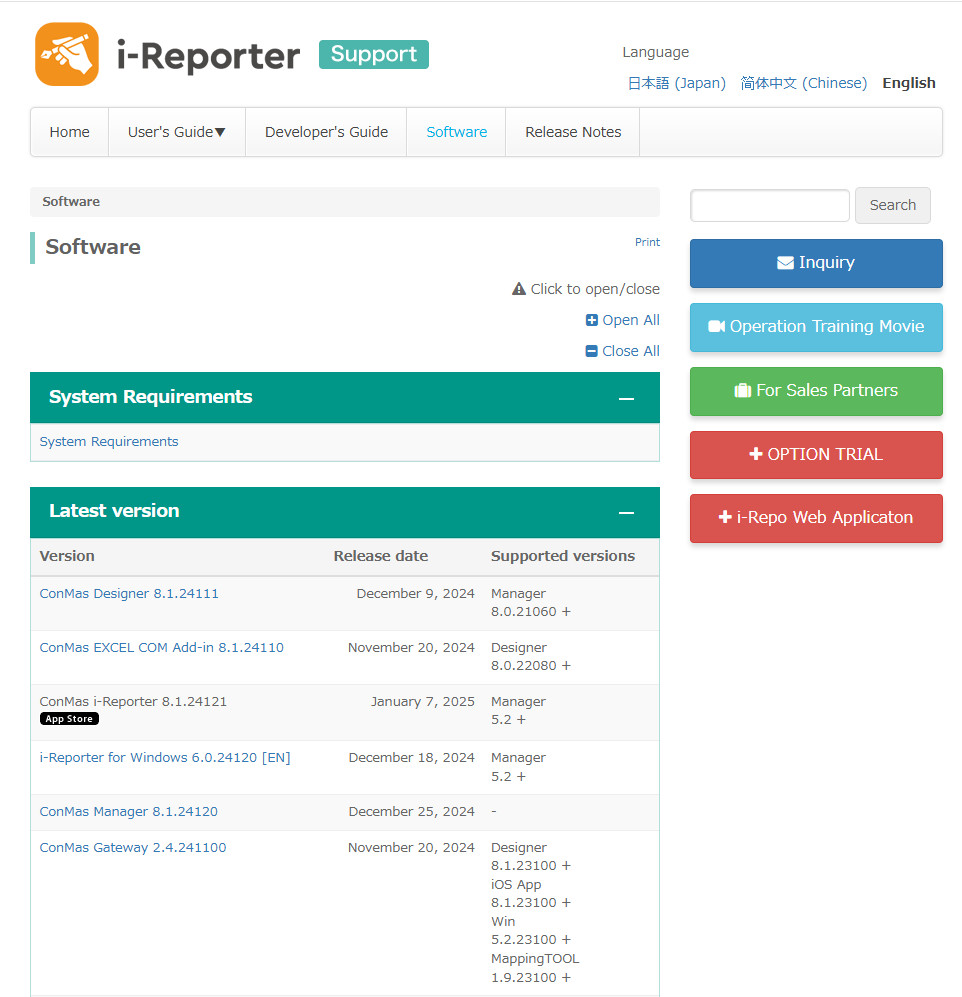 i-Reporter Support
Language
日本語 (Japan) 简体中文 (Chinese) English
Home User's Guide▼ Developer's Guide Software Release Notes
Software
Search
Software
Print
Click to open/close
Open All
Close All
Inquiry
Operation Training Movie
For Sales Partners
OPTION TRIAL
i-Repo Web Applicaton
System Requirements
System Requirements
Latest version
Version Release date Supported versions
ConMas Designer 8.1.24111 December 9, 2024 Manager
8.0.21060 +
ConMas EXCEL COM Add-in 8.1.24110 November 20, 2024 Designer
8.0.22080 +
ConMas i-Reporter 8.1.24121 January 7, 2025 Manager
App Store 5.2 +
i-Reporter for Windows 6.0.24120 [EN] December 18, 2024 Manager
5.2 +
ConMas Manager 8.1.24120 December 25, 2024 -
ConMas Gateway 2.4.241100 November 20, 2024 Designer
8.1.23100 +
iOS App
8.1.23100 +
Win
5.2.23100 +
MappingTOOL
1.9.23100 +